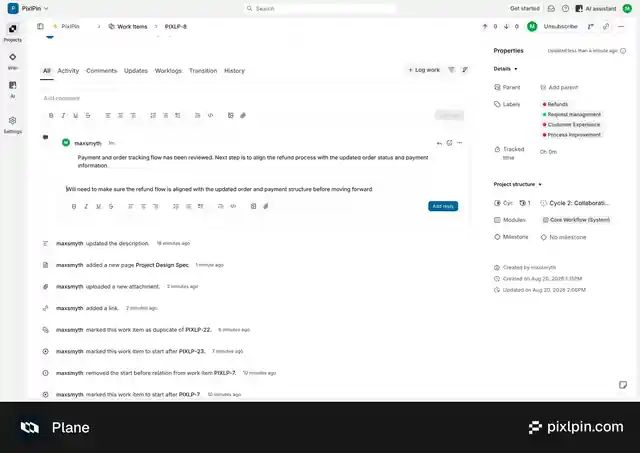 P PixlPin
Search
Get started
AI assistant
M
PixlPin
Work Items
PIXLP-8
0
0
M
Unsubscribe
Projects
Wiki
AI
Settings
All Activity Comments Updates Worklogs Transition History
+ Log work
Add comment
B I U S
M maxsmyth
Payment and order tracking flow has been reviewed. Next step is to align the refund process with the updated order status and payment
information.
Will need to make sure the refund flow is aligned with the updated order and payment structure before moving forward
B I U S
Add reply
maxsmyth updated the description. 18 minutes ago
maxsmyth added a new page Project Design Spec. 1 minute ago
maxsmyth uploaded a new attachment. 2 minutes ago
maxsmyth added a link. 2 minutes ago
maxsmyth marked this work item as duplicate of PIXLP-22. 6 minutes ago
maxsmyth marked this work item to start after PIXLP-23. 7 minutes ago
maxsmyth removed the start before relation from work item PIXLP-7. 10 minutes ago
maxsmyth marked this work item to start after PIXLP-7. 10 minutes ago
Properties
Updated less than a minute ago
Details
Parent
Add parent
Labels
Refunds
Request management
Customer Experience
Process Improvement
Tracked
time
0h 0m
Project structure
Cyc
1
Cycle 2: Collaborati...
Modules
Core Workflow (System)
Milestone
No milestone
Created by maxsmyth
Created on Aug 20, 2026 1:15PM
Updated on Aug 20, 2026 2:06PM
Plane
pixlpin.com